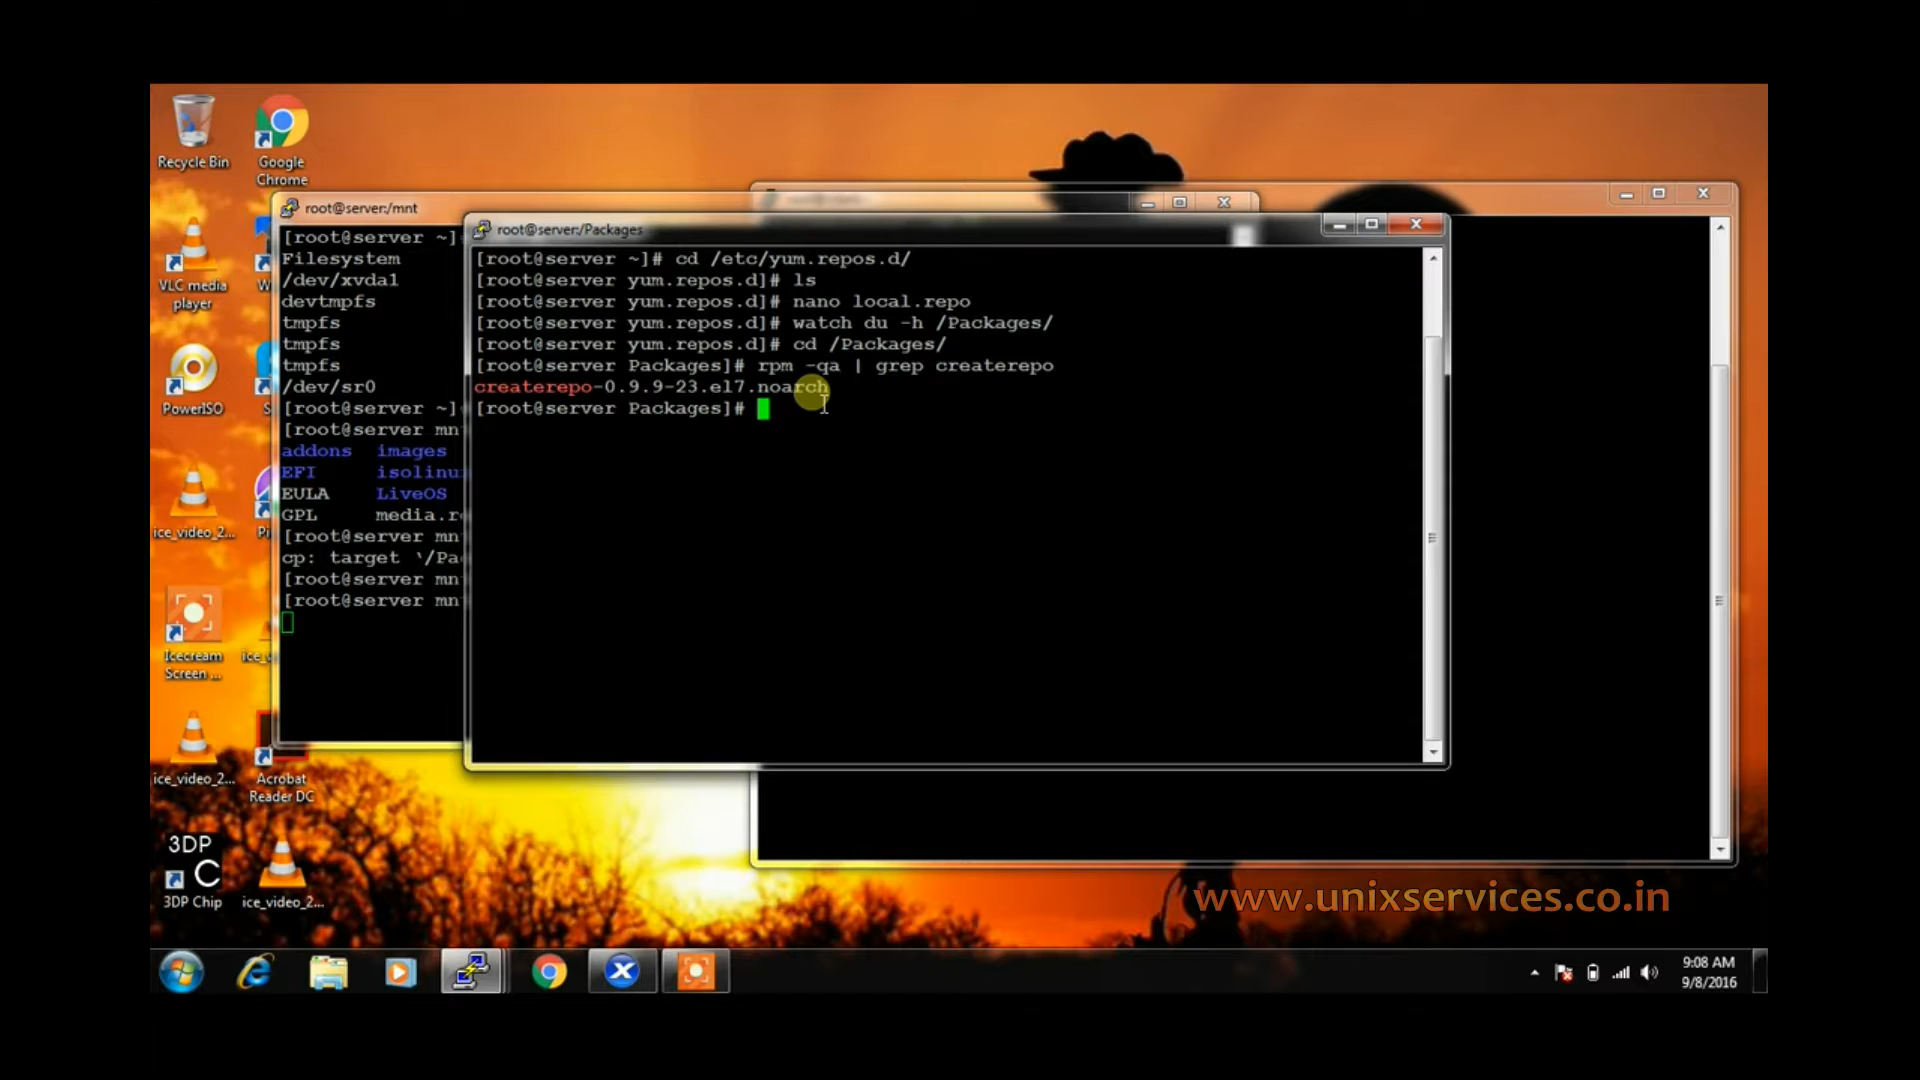 Recycle Bin
Google
Chrome
VLC media
player
PowerISO
ice_video_2...
Icecream
Screen ...
ice_video_2...
Acrobat
Reader DC
3DP
C
3DP Chip
ice_video_2...
root@server:/mnt
[root@server ~]
Filesystem
/dev/xvda1
devtmpfs
tmpfs
tmpfs
tmpfs
/dev/sr0
[root@server ~]
[root@server mn
addons images
EFI isolinu
EULA LiveOS
GPL media.r
[root@server mn
cp: target ‘/Pa
[root@server mn
[root@server mn
root@server:/Packages
[root@server ~]# cd /etc/yum.repos.d/
[root@server yum.repos.d]# ls
[root@server yum.repos.d]# nano local.repo
[root@server yum.repos.d]# watch du -h /Packages/
[root@server yum.repos.d]# cd /Packages/
[root@server Packages]# rpm -qa | grep createrepo
createrepo-0.9.9-23.el7.noarch
[root@server Packages]#
www.unixservices.co.in
9:08 AM
9/8/2016